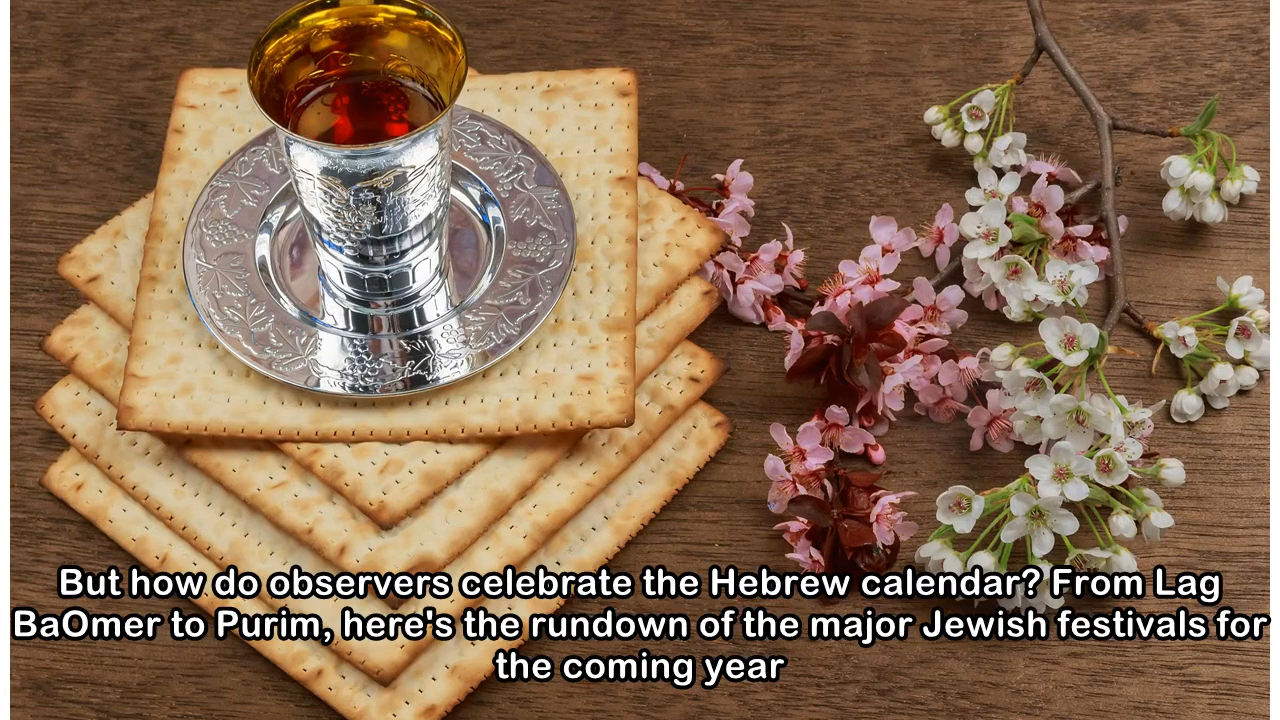 But how do observers celebrate the Hebrew calendar? From Lag
BaOmer to Purim, here's the rundown of the major Jewish festivals for
the coming year